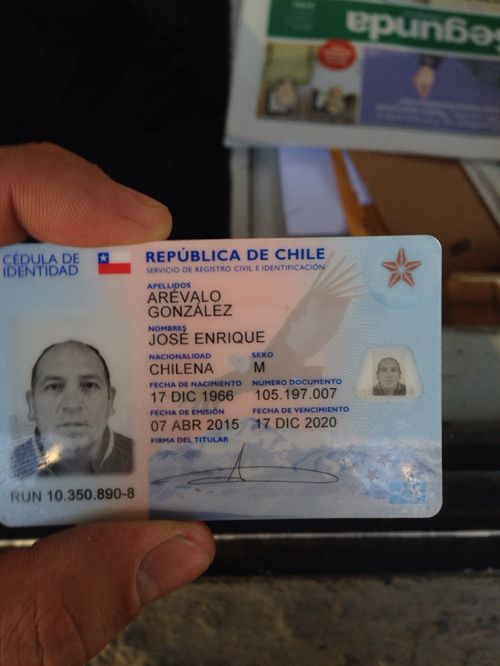 Segunda
CÉDULA DE
IDENTIDAD
REPÚBLICA DE CHILE
SERVICIO DE REGISTRO CIVIL E IDENTIFICACIÓN
APELLIDOS
ARÉVALO
GONZÁLEZ
NOMBRES
JOSÉ ENRIQUE
NACIONALIDAD SEXO
CHILENA M
FECHA DE NACIMIENTO NÚMERO DOCUMENTO
17 DIC 1966 105.197.007
FECHA DE EMISIÓN FECHA DE VENCIMIENTO
07 ABR 2015 17 DIC 2020
FIRMA DEL TITULAR
RUN 10.350.890-8